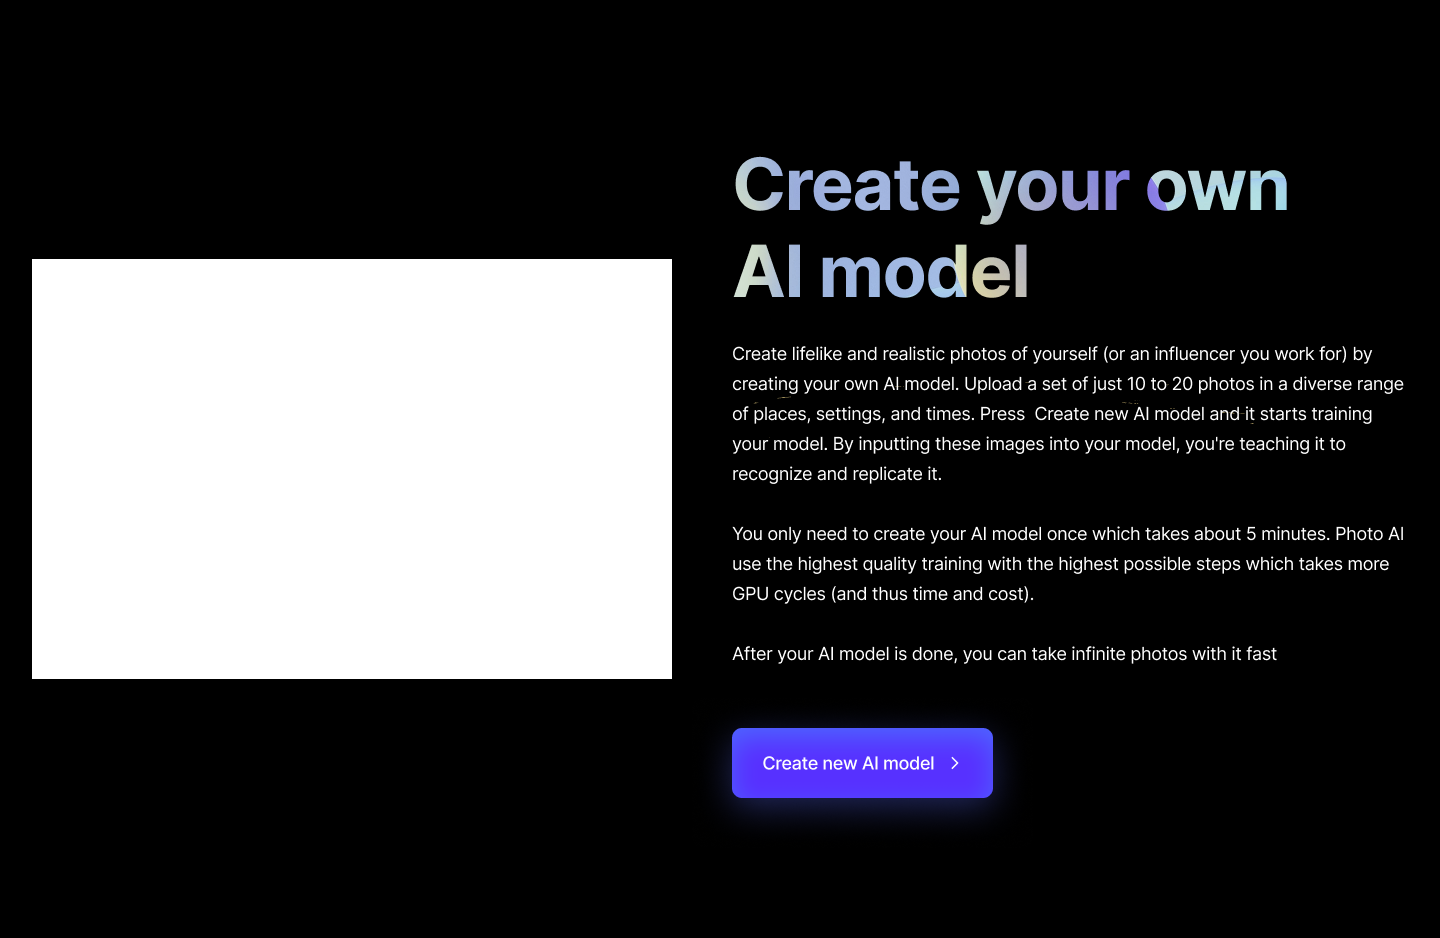 Create your own
AI model
Create lifelike and realistic photos of yourself (or an influencer you work for) by
creating your own AI model. Upload a set of just 10 to 20 photos in a diverse range
of places, settings, and times. Press  Create new AI model and it starts training
your model. By inputting these images into your model, you're teaching it to
recognize and replicate it.
You only need to create your AI model once which takes about 5 minutes. Photo AI
use the highest quality training with the highest possible steps which takes more
GPU cycles (and thus time and cost).
After your AI model is done, you can take infinite photos with it fast
Create new AI model